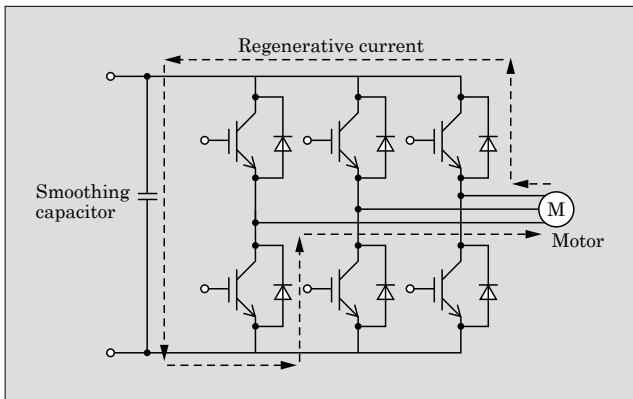 Regenerative current
Smoothing
capacitor
M
Motor